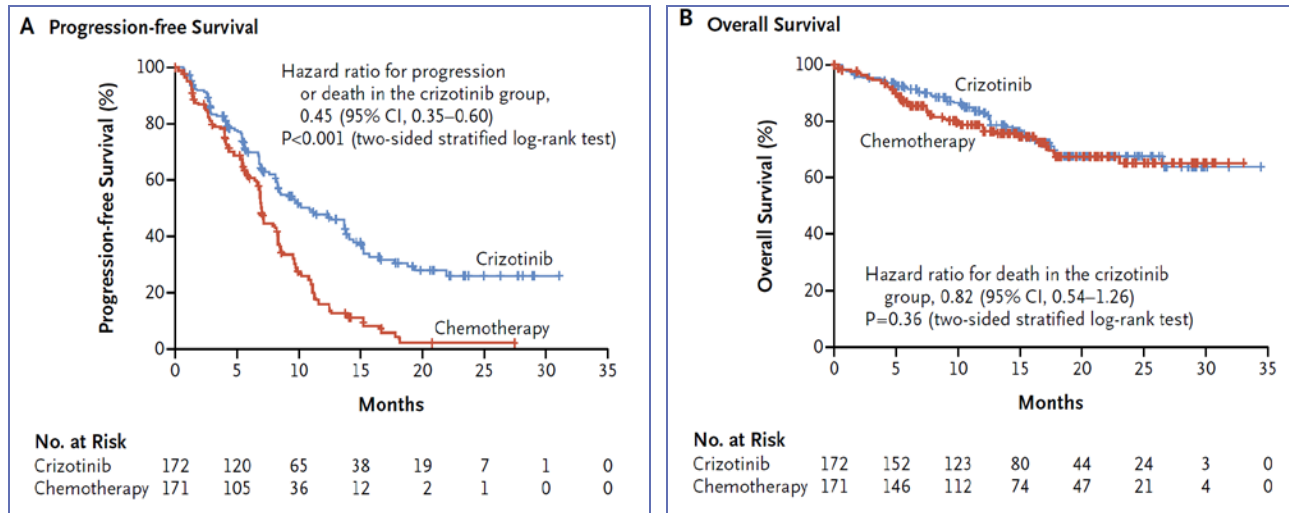 A Progression-free Survival
Progression-free Survival (%)
100
80
60
40
20
0
Hazard ratio for progression
or death in the crizotinib group,
0.45 (95% CI, 0.35–0.60)
P<0.001 (two-sided stratified log-rank test)
Crizotinib
Chemotherapy
0 5 10 15 20 25 30 35
Months
No. at Risk
Crizotinib 172 120 65 38 19 7 1 0
Chemotherapy 171 105 36 12 2 1 0 0
B Overall Survival
Overall Survival (%)
100
80
60
40
20
0
Crizotinib
Chemotherapy
Hazard ratio for death in the crizotinib
group, 0.82 (95% CI, 0.54–1.26)
P=0.36 (two-sided stratified log-rank test)
0 5 10 15 20 25 30 35
Months
No. at Risk
Crizotinib 172 152 123 80 44 24 3 0
Chemotherapy 171 146 112 74 47 21 4 0